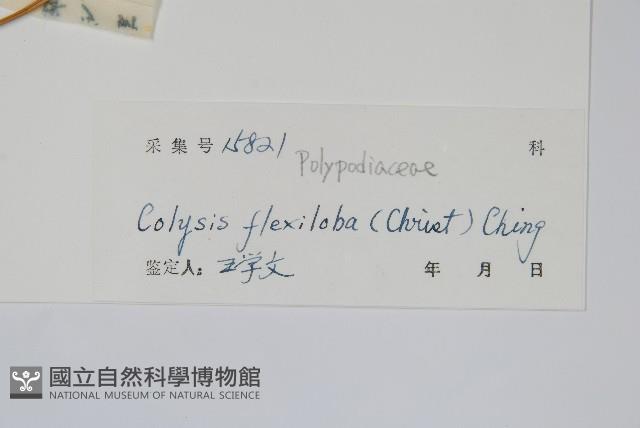 采集号 15821 科
Polypodiaceae
Colysis flexiloba (Christ) Ching
鉴定人: 王学文 年 月 日
國立自然科學博物館
NATIONAL MUSEUM OF NATURAL SCIENCE